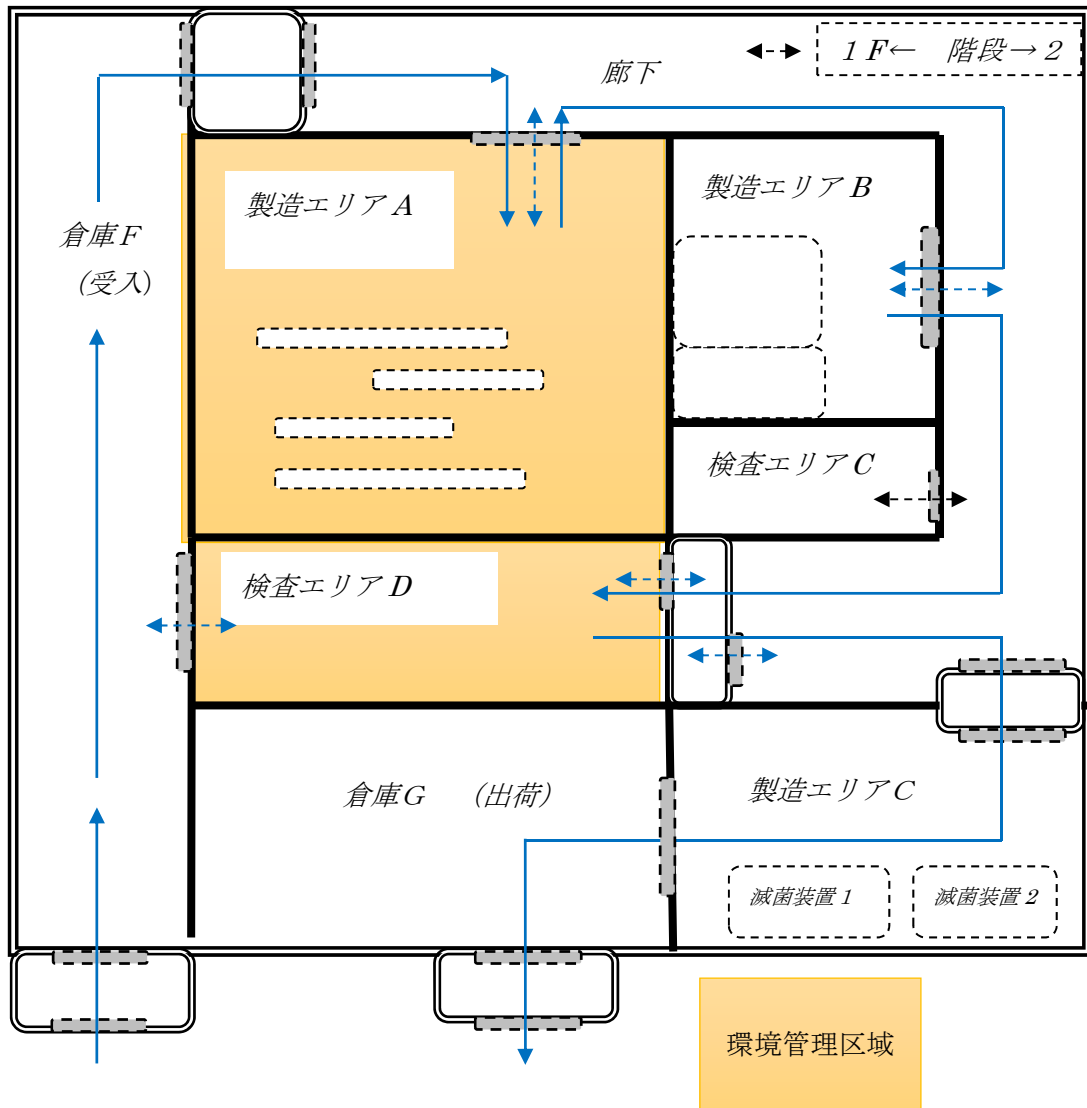 １F←　階段→２
廊下
製造エリアA
製造エリアB
倉庫F
（受入）
検査エリアC
検査エリアD
倉庫G　（出荷）
製造エリアC
滅菌装置１
滅菌装置２
環境管理区域